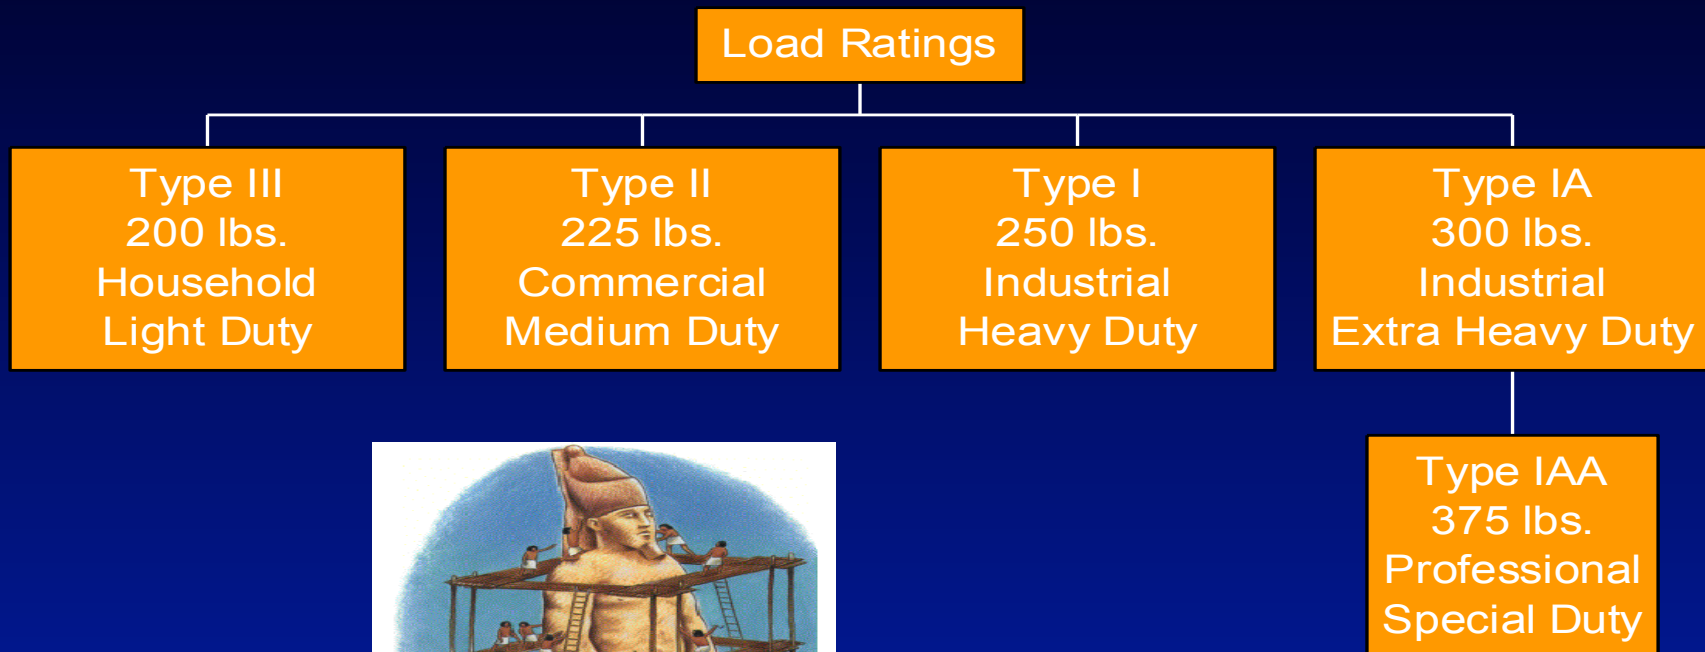 Load Ratings
Type III
200 lbs.
Household
Light Duty
Type II
225 lbs.
Commercial
Medium Duty
Type I
250 lbs.
Industrial
Heavy Duty
Type IA
300 lbs.
Industrial
Extra Heavy Duty
Type IAA
375 lbs.
Professional
Special Duty